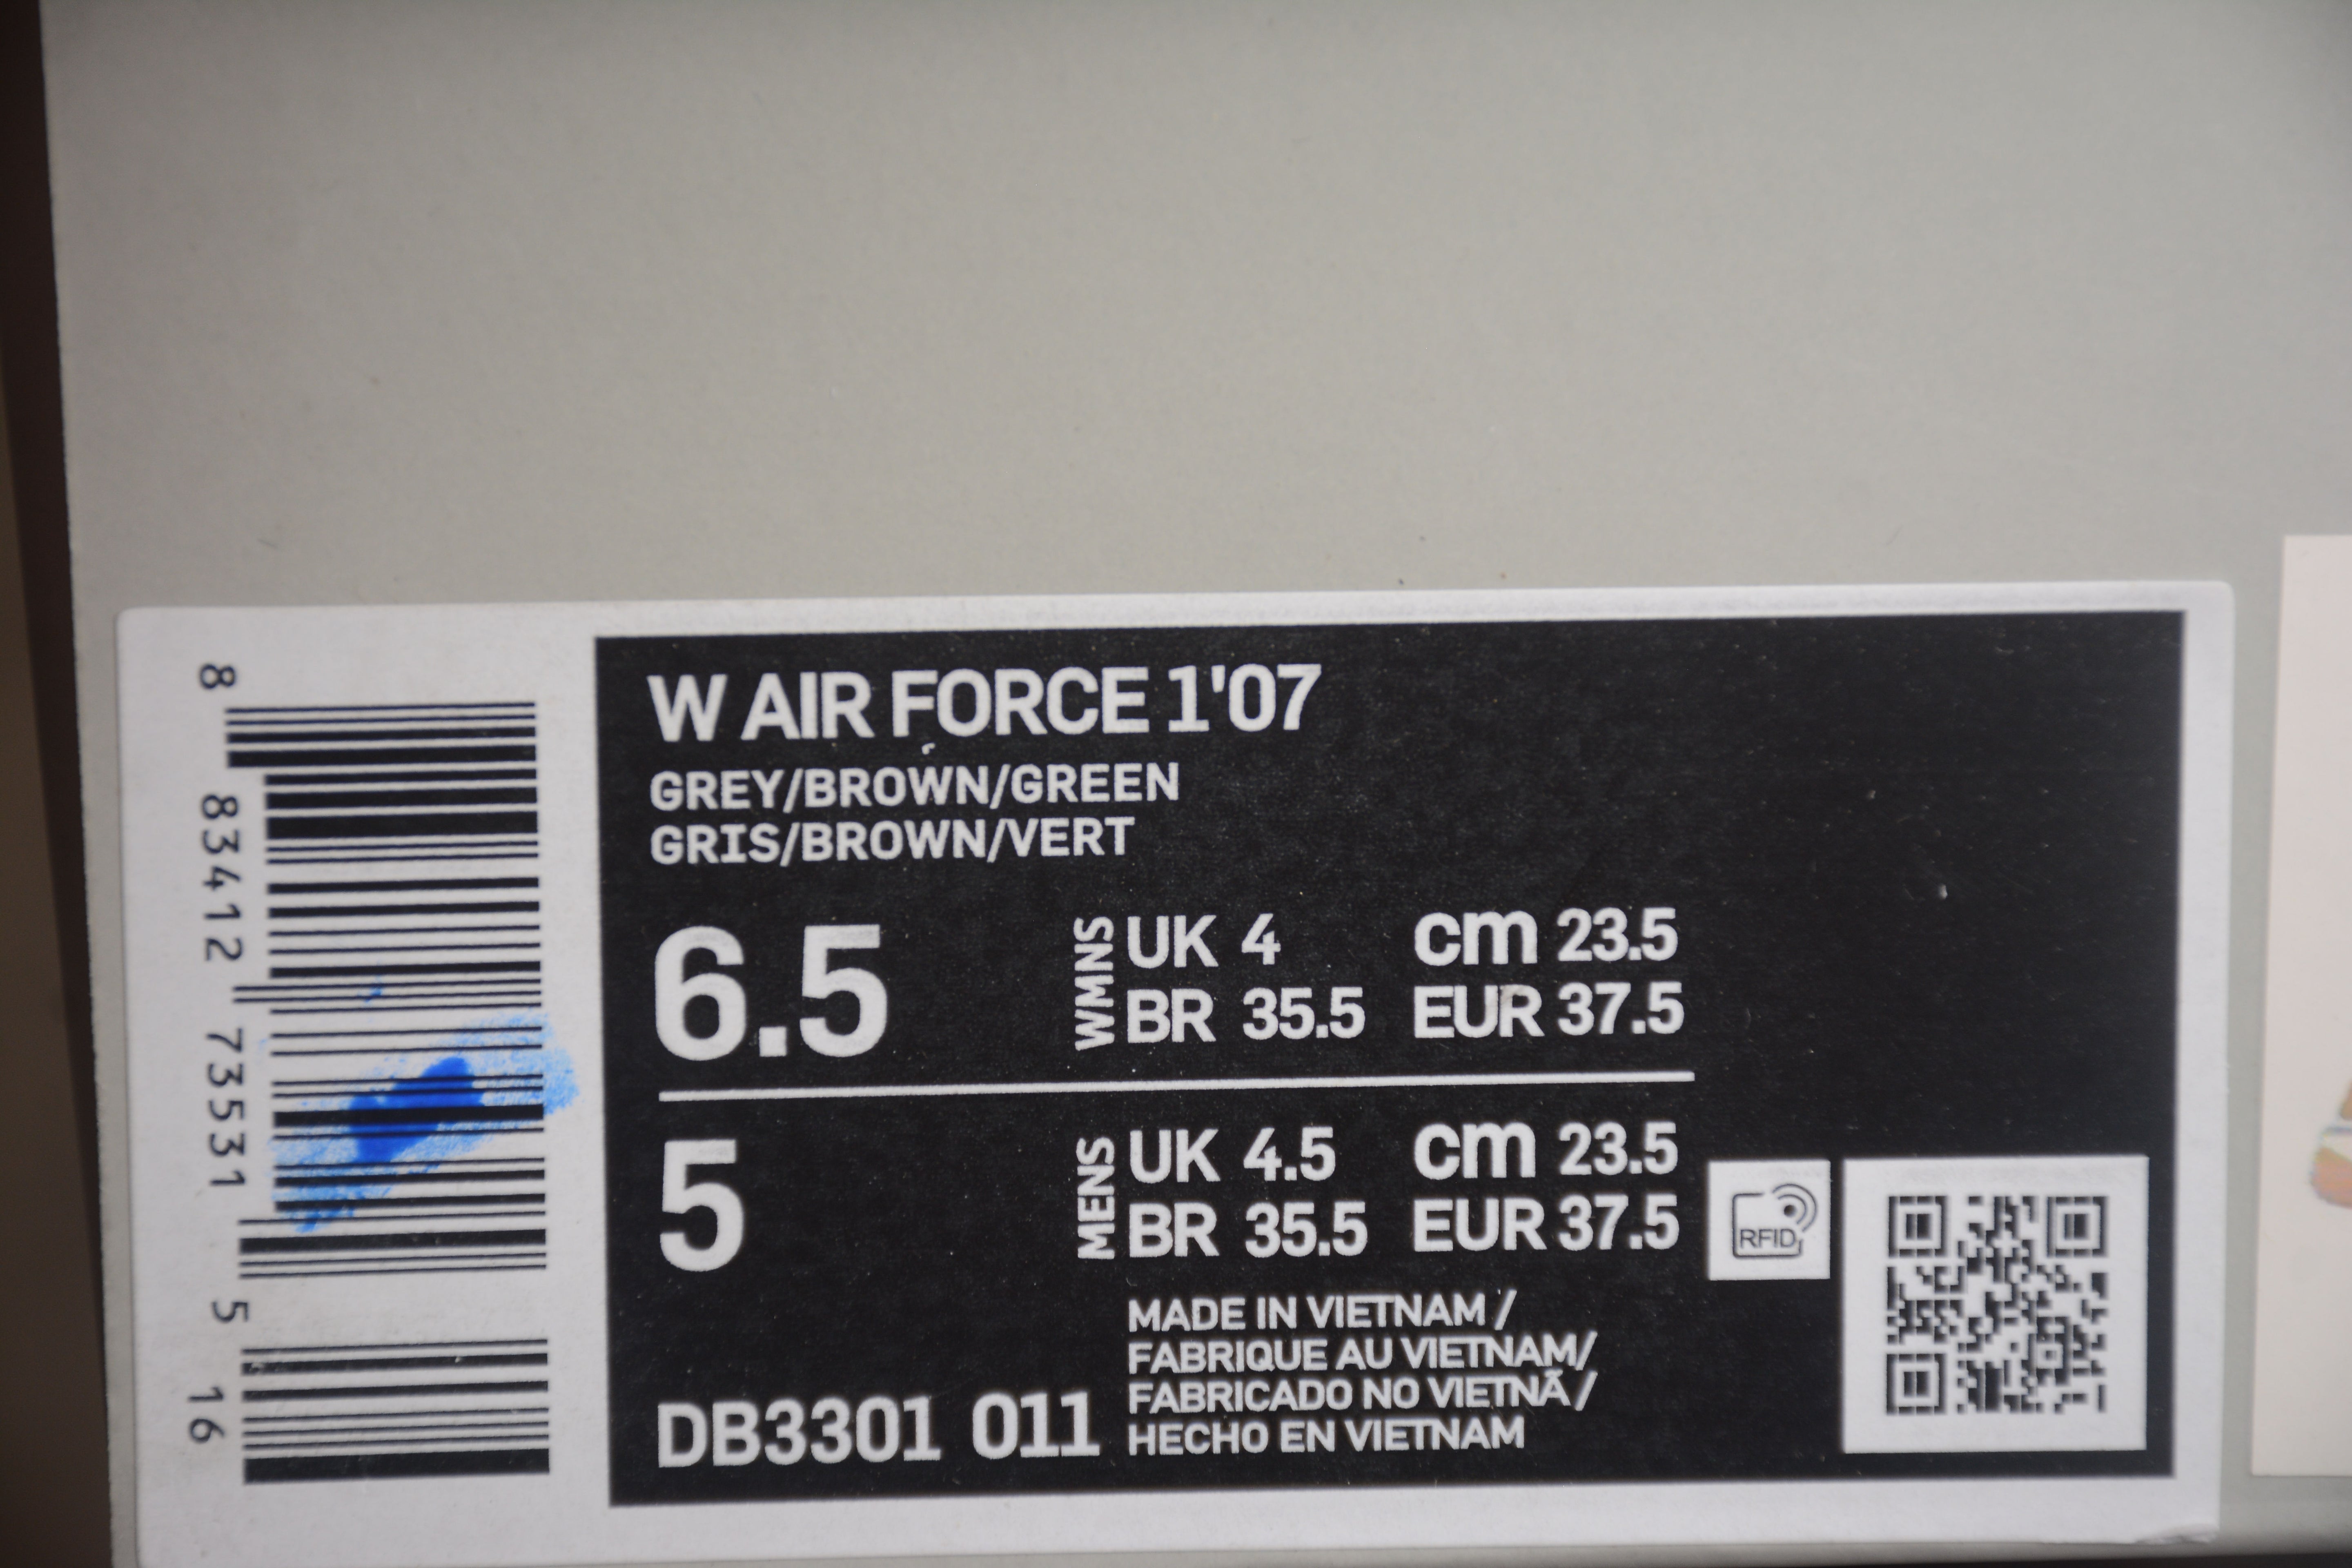 8 83412 73531 5 16
W AIR FORCE 1'07
GREY/BROWN/GREEN
GRIS/BROWN/VERT
6.5 WMNS UK 4 cm 23.5
BR 35.5 EUR 37.5
5 MENS UK 4.5 cm 23.5
BR 35.5 EUR 37.5
RFID
MADE IN VIETNAM /
FABRIQUE AU VIETNAM/
FABRICADO NO VIETNÃ /
HECHO EN VIETNAM
DB3301 011